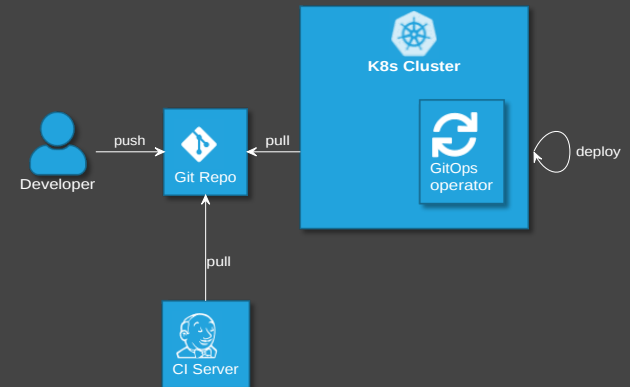 K8s Cluster
push
pull
deploy
Developer
Git Repo
GitOps
operator
pull
CI Server